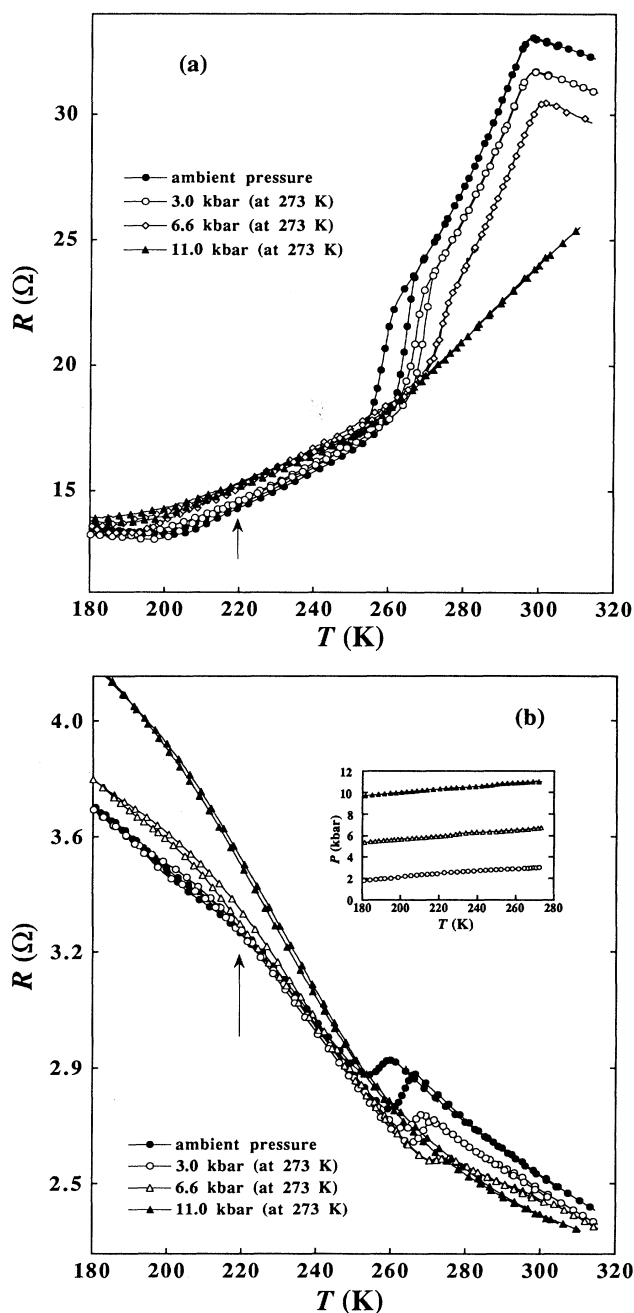 (a)
30
25
20
15
R (Ω)
ambient pressure
3.0 kbar (at 273 K)
6.6 kbar (at 273 K)
11.0 kbar (at 273 K)
180 200 220 240 260 280 300 320
T (K)
(b)
4.0
3.6
3.2
2.9
2.5
R (Ω)
12
10
8
6
4
2
0
P (kbar)
180 200 220 240 260 280
T (K)
ambient pressure
3.0 kbar (at 273 K)
6.6 kbar (at 273 K)
11.0 kbar (at 273 K)
180 200 220 240 260 280 300 320
T (K)